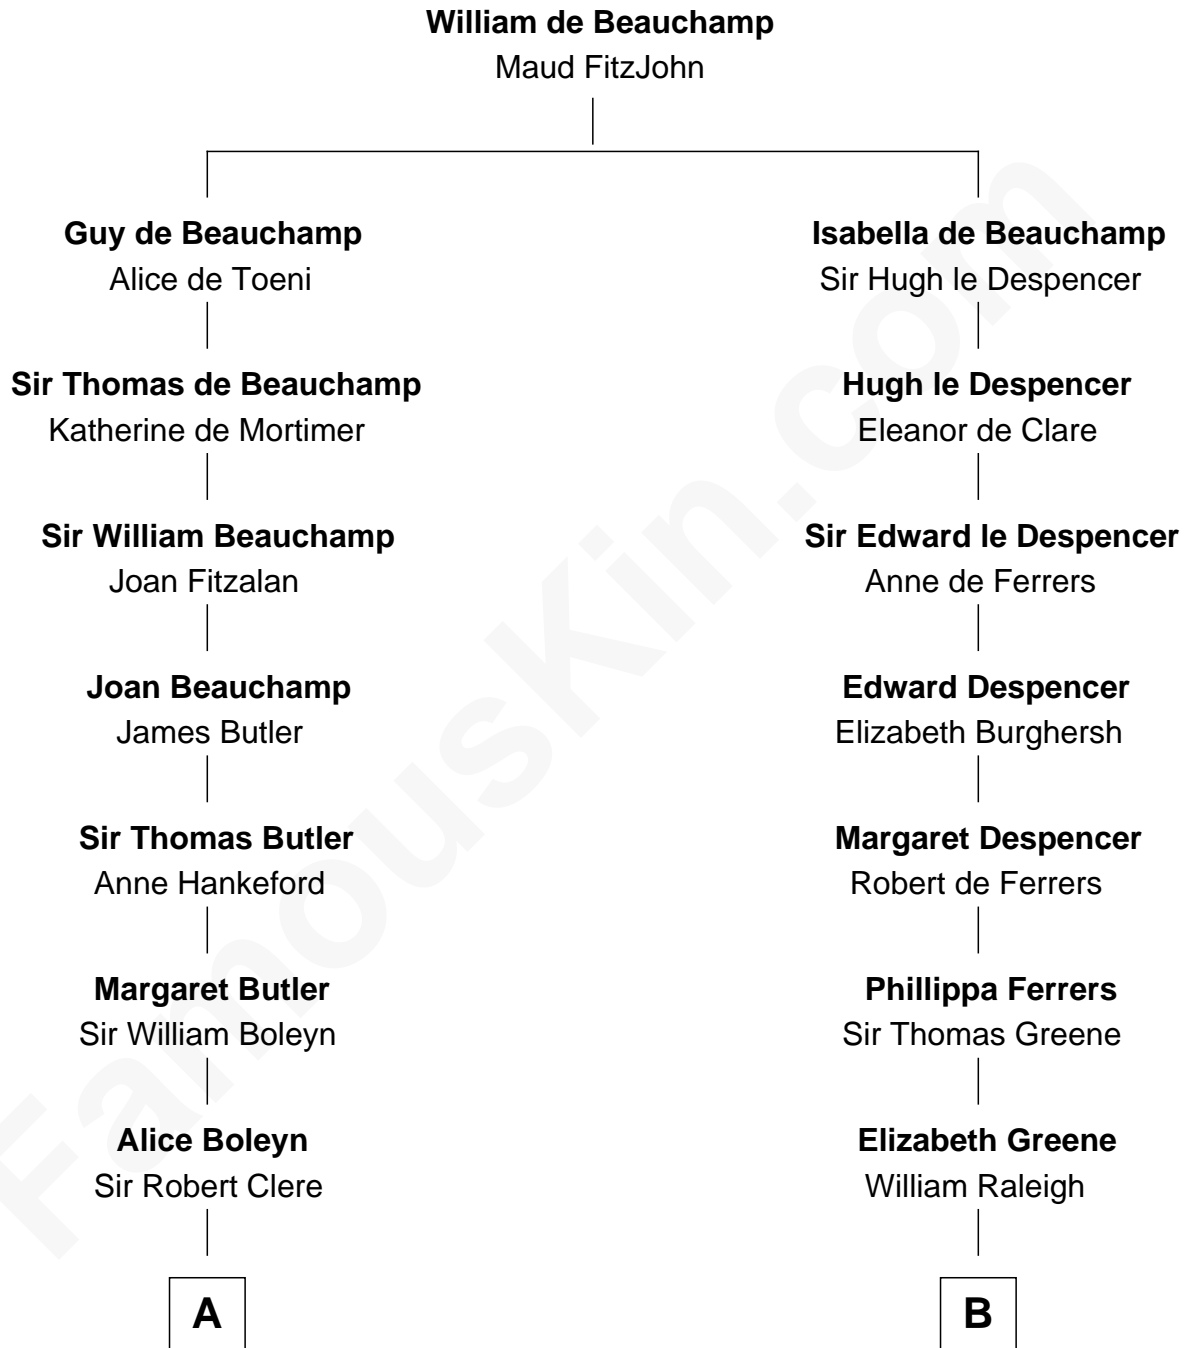 William de Beauchamp
Maud FitzJohn
Guy de Beauchamp
Alice de Toeni
Isabella de Beauchamp
Sir Hugh le Despencer
Sir Thomas de Beauchamp
Katherine de Mortimer
Hugh le Despencer
Eleanor de Clare
Sir William Beauchamp
Joan Fitzalan
Sir Edward le Despencer
Anne de Ferrers
Joan Beauchamp
James Butler
Edward Despencer
Elizabeth Burghersh
Sir Thomas Butler
Anne Hankeford
Margaret Despencer
Robert de Ferrers
Margaret Butler
Sir William Boleyn
Phillippa Ferrers
Sir Thomas Greene
Alice Boleyn
Sir Robert Clere
Elizabeth Greene
William Raleigh
A
B
FamousKin.com